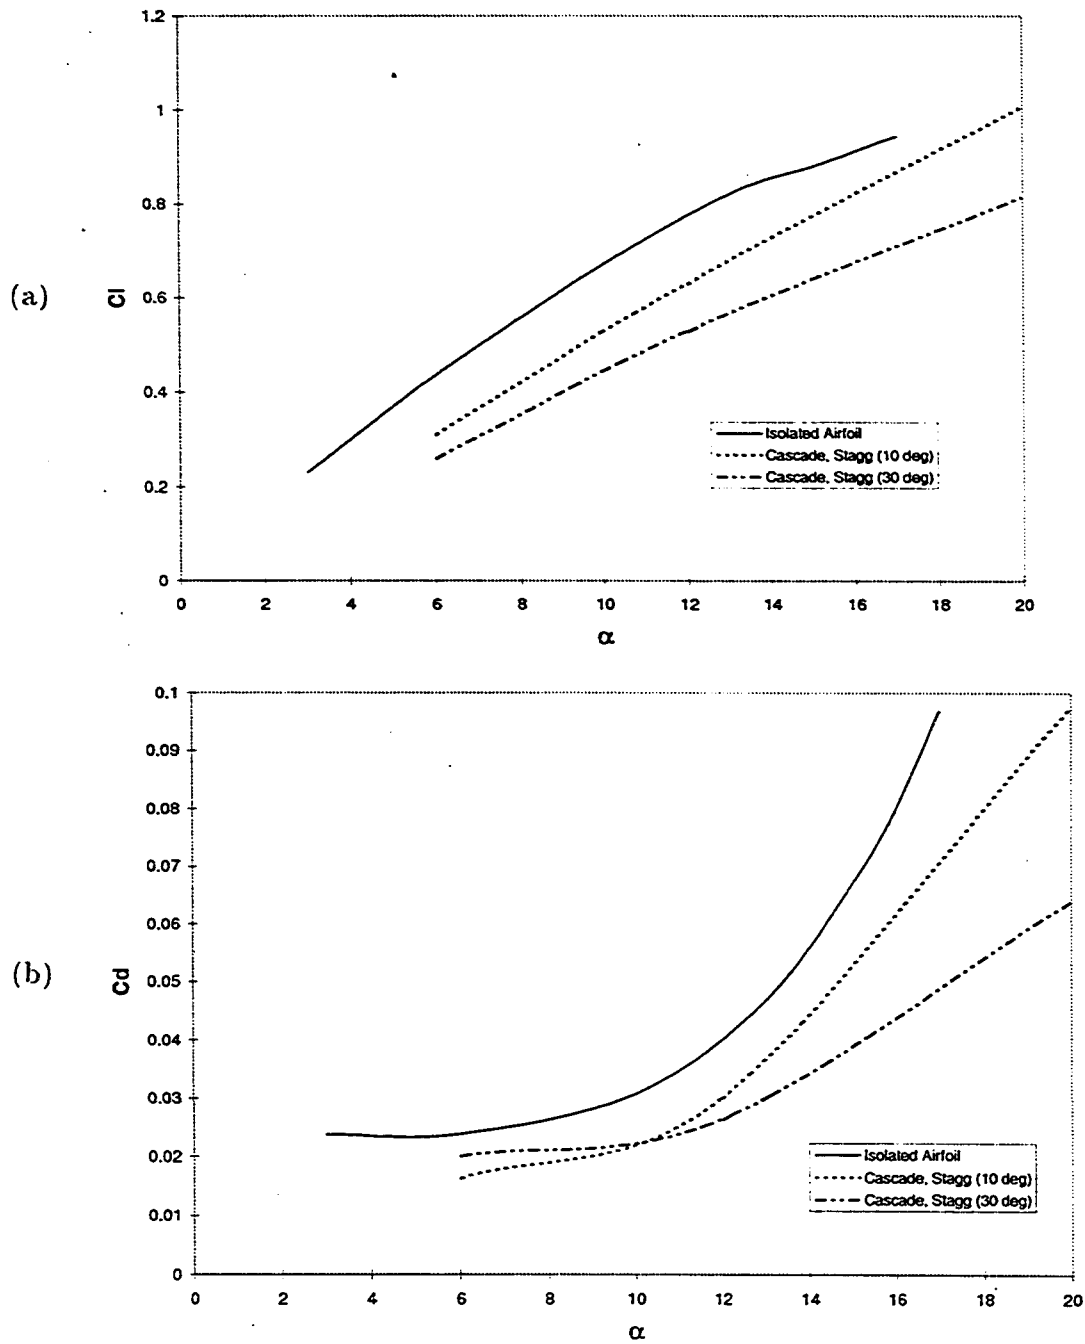 1.2
1
0.8
0.6
0.4
0.2
0
(a)
Cl
Isolated Airfoil
Cascade, Stagg (10 deg)
Cascade, Stagg (30 deg)
0 2 4 6 8 10 12 14 16 18 20
α
0.1
0.09
0.08
0.07
0.06
0.05
0.04
0.03
0.02
0.01
0
(b)
Cd
Isolated Airfoil
Cascade, Stagg (10 deg)
Cascade, Stagg (30 deg)
0 2 4 6 8 10 12 14 16 18 20
α